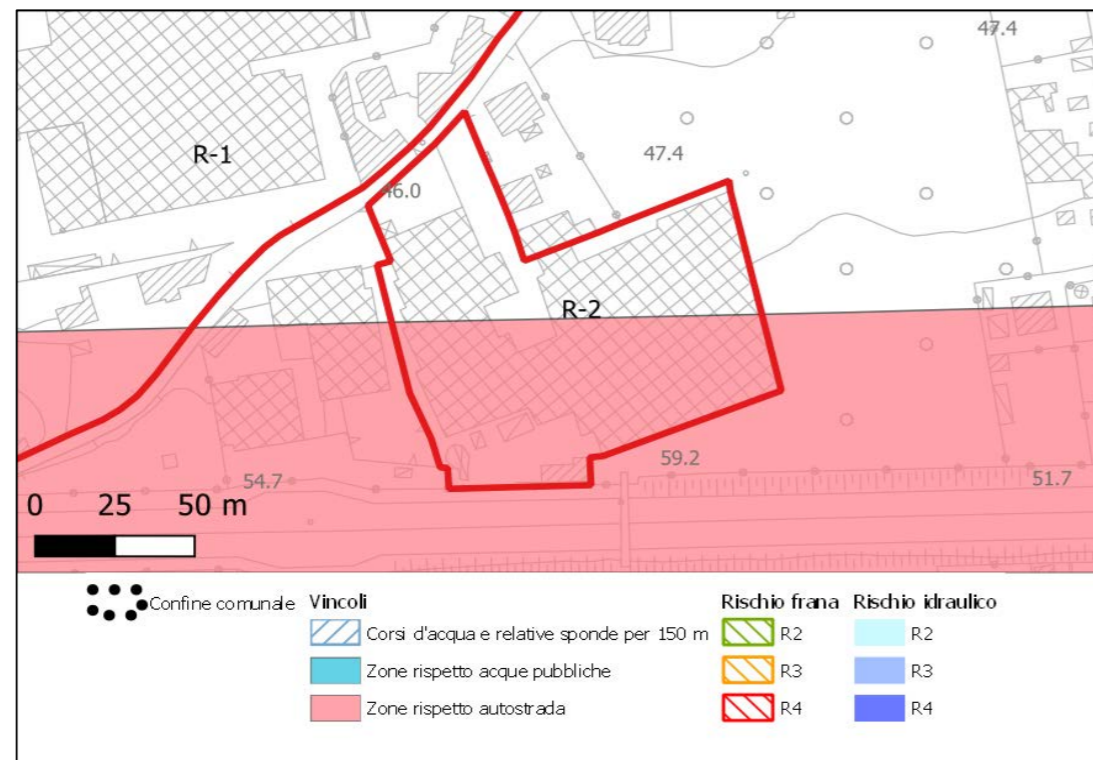 47.4
R-1
47.4
46.0
R-2
59.2
54.7
51.7
0 25 50 m
Confine comunale
Vincoli
Corsi d'acqua e relative sponde per 150 m
Zone rispetto acque pubbliche
Zone rispetto autostrada
Rischio frana
R2
R3
R4
Rischio idraulico
R2
R3
R4